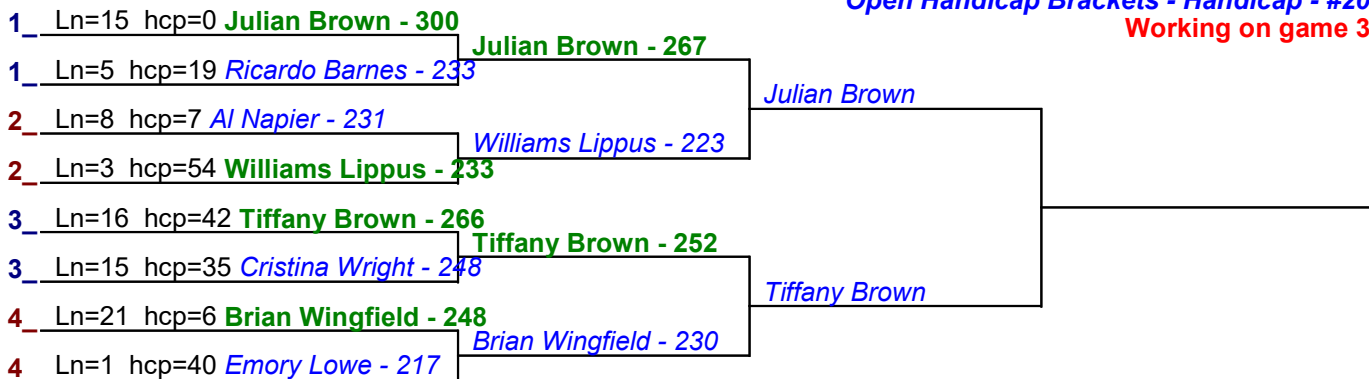 Open Handicap Brackets - Handicap - #20
Working on game 3
1_ Ln=15 hcp=0 Julian Brown - 300
Julian Brown - 267
1_ Ln=5 hcp=19 Ricardo Barnes - 233
Julian Brown
2_ Ln=8 hcp=7 Al Napier - 231
Williams Lippus - 223
2_ Ln=3 hcp=54 Williams Lippus - 233
3_ Ln=16 hcp=42 Tiffany Brown - 266
Tiffany Brown - 252
3_ Ln=15 hcp=35 Cristina Wright - 248
Tiffany Brown
4_ Ln=21 hcp=6 Brian Wingfield - 248
Brian Wingfield - 230
4 Ln=1 hcp=40 Emory Lowe - 217